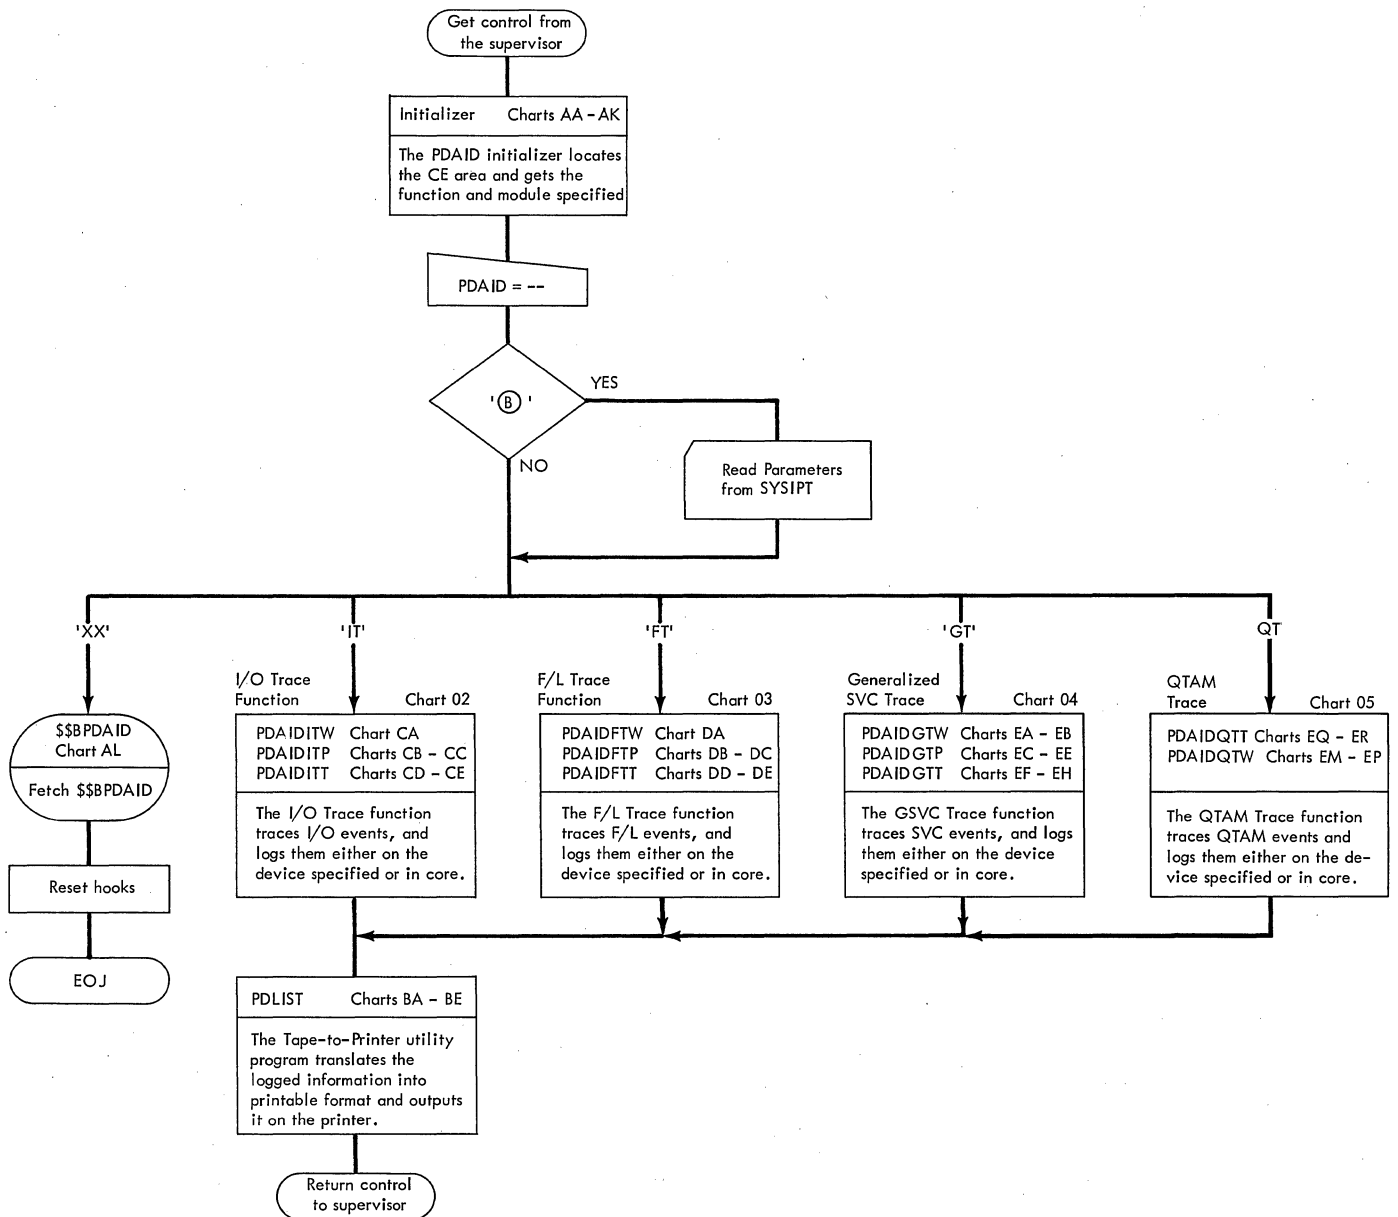 Get control from
the supervisor
Initializer Charts AA - AK
The PDAID initializer locates
the CE area and gets the
function and module specified
PDAID = --
'Ⓑ'
YES
NO
Read Parameters
from SYSIPT
'XX'
'IT'
'FT'
'GT'
QT
$$BPDAID
Chart AL
Fetch $$BPDAID
Reset hooks
EOJ
I/O Trace
Function Chart 02
PDAIDITW Chart CA
PDAIDITP Charts CB - CC
PDAIDITT Charts CD - CE
The I/O Trace function
traces I/O events, and
logs them either on the
device specified or in core.
F/L Trace
Function Chart 03
PDAIDFTW Chart DA
PDAIDFTP Charts DB - DC
PDAIDFTT Charts DD - DE
The F/L Trace function
traces F/L events, and
logs them either on the
device specified or in core.
Generalized
SVC Trace Chart 04
PDAIDGTW Charts EA - EB
PDAIDGTP Charts EC - EE
PDAIDGTT Charts EF - EH
The GSVC Trace function
traces SVC events, and logs
them either on the device
specified or in core.
QTAM
Trace Chart 05
PDAIDQTT Charts EQ - ER
PDAIDQTW Charts EM - EP
The QTAM Trace function
traces QTAM events and
logs them either on the de-
vice specified or in core.
PDLIST Charts BA - BE
The Tape-to-Printer utility
program translates the
logged information into
printable format and outputs
it on the printer.
Return control
to supervisor